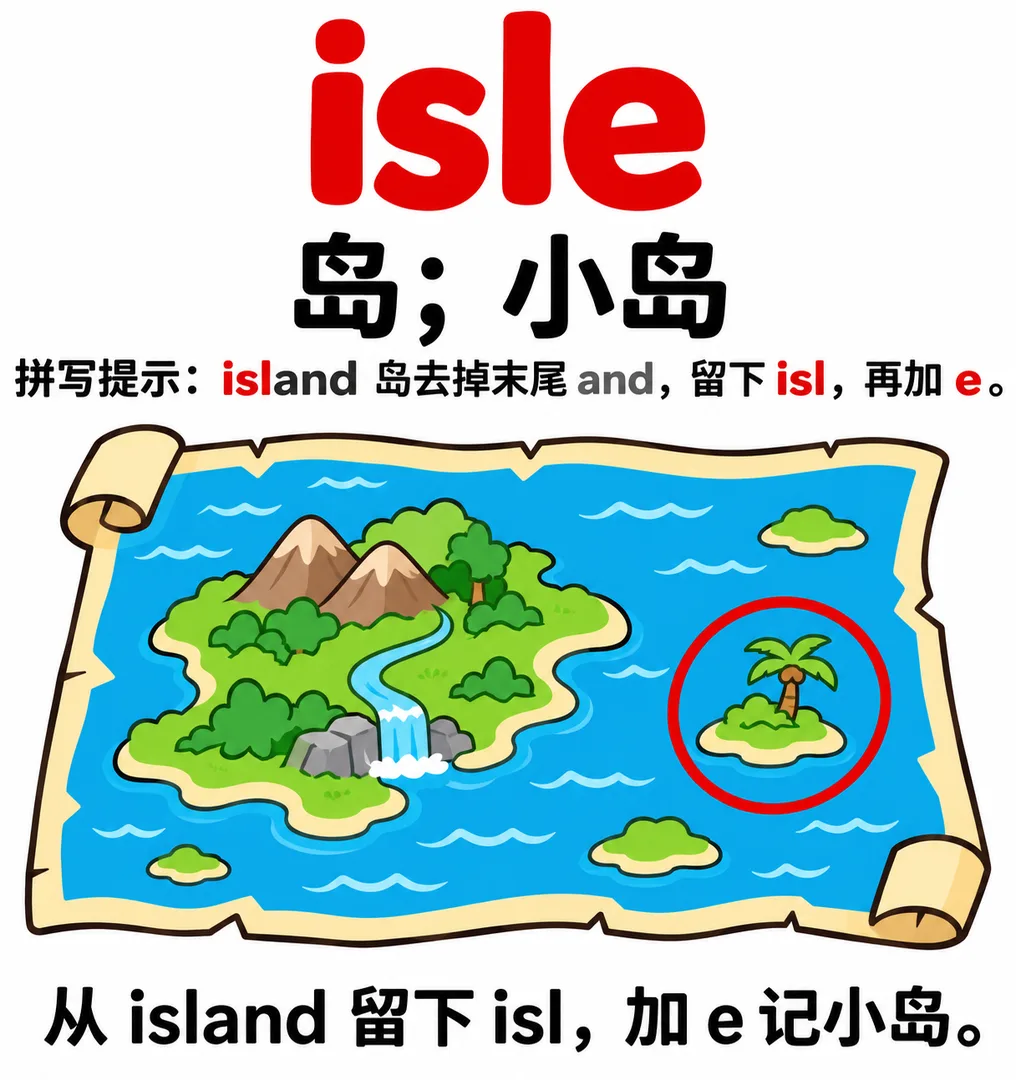 isle
岛；小岛
拼写提示：island 岛去掉末尾 and，留下 isl，再加 e。
从 island 留下 isl，加 e 记小岛。